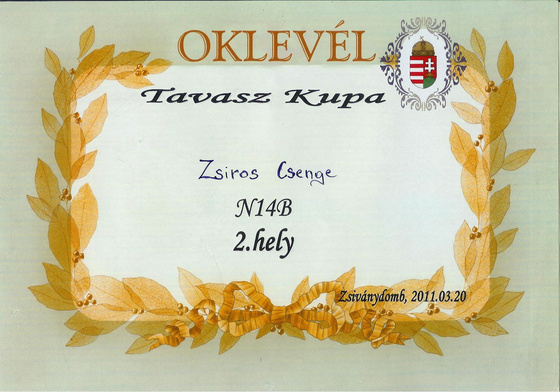 OKLEVÉL
Tavasz Kupa
Zsiros Csenge
N14B
2.hely
Zsiványdomb, 2011.03.20